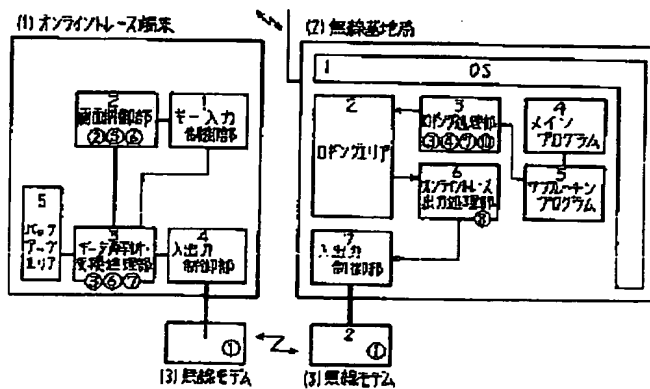 (1) オンライントレース端末
2
画面制御部
②⑤⑥
1
キー入力
制御部
5
バック
アップ
エリア
3
データ解析・
変換処理部
③⑥⑦
4
入出力
制御部
①
(3) 無線モデム
(2) 無線基地局
1
OS
2
ロギングエリア
3
ロギング処理部
③④⑦⑩
4
メイン
プログラム
5
サブルーチン
プログラム
6
オンライントレース
出力処理部
⑧
7
入出力
制御部
2
①
(3) 無線モデム